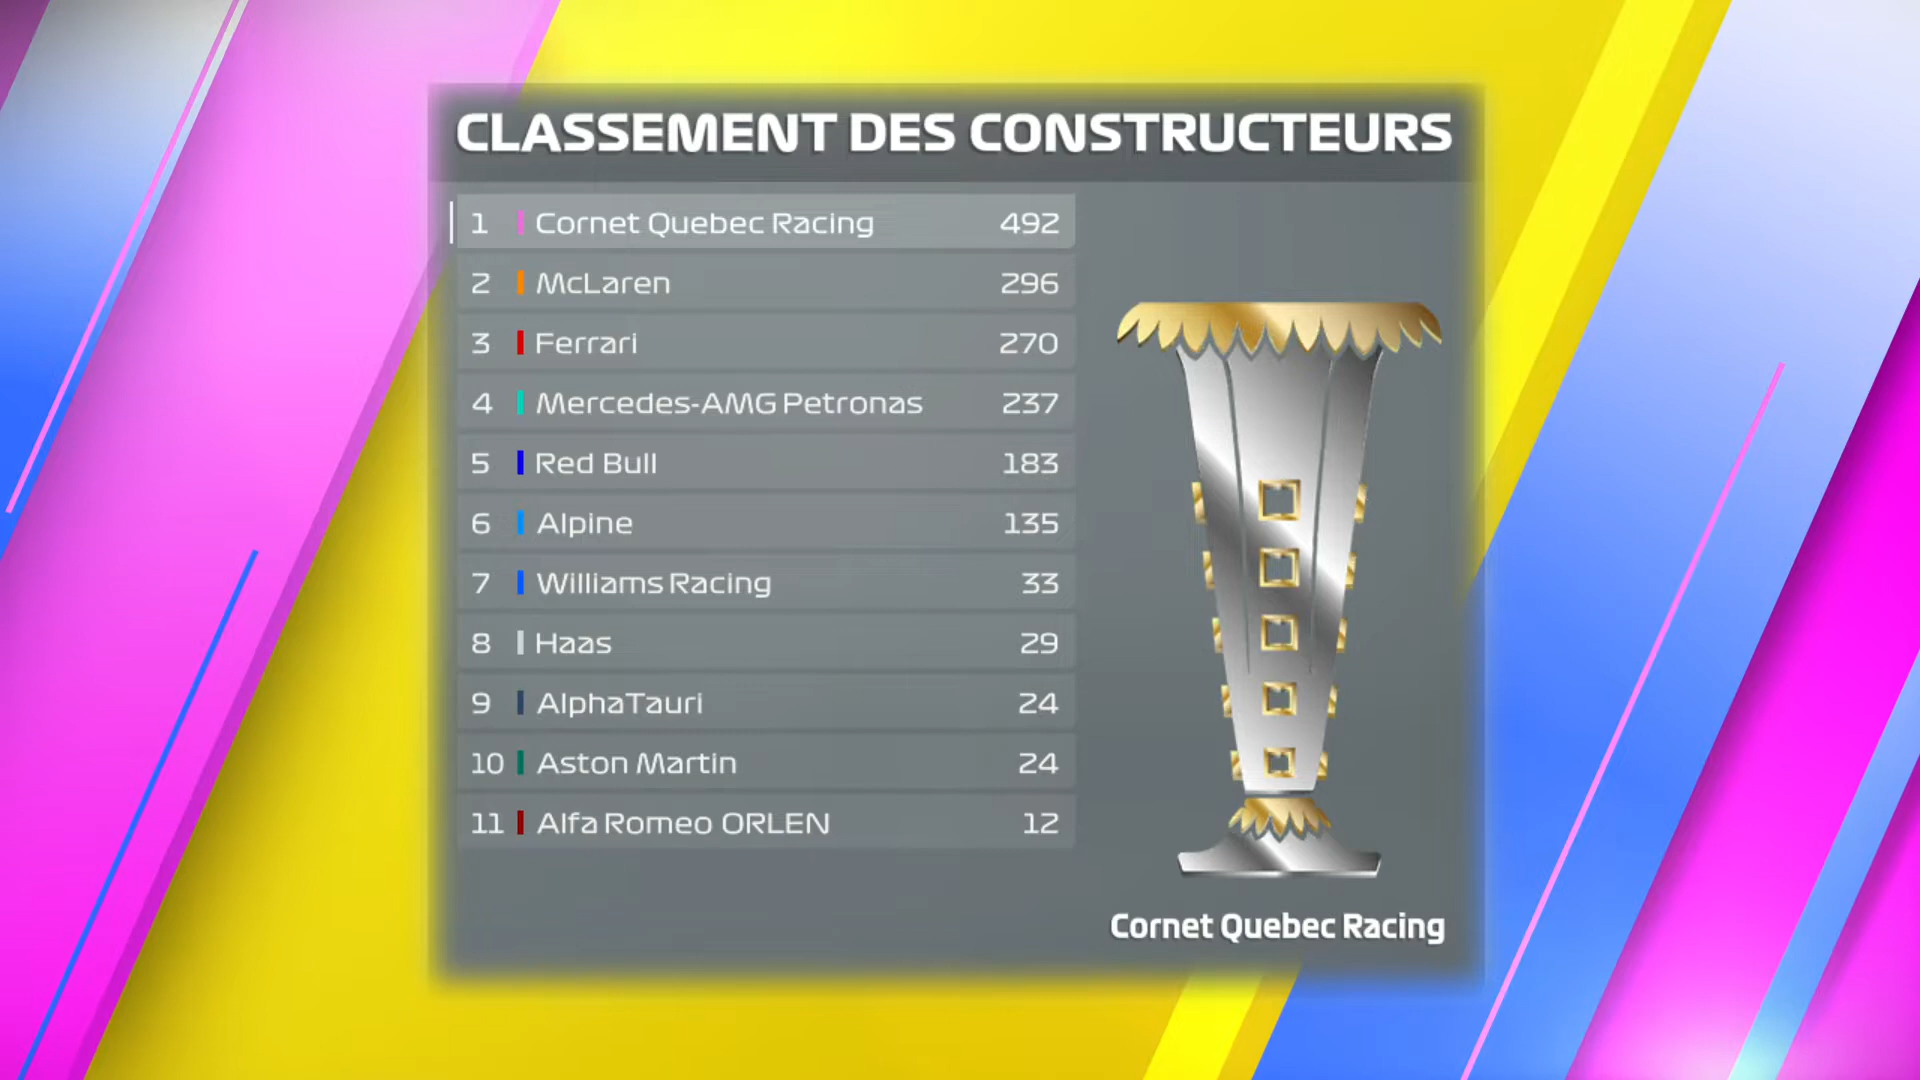 CLASSEMENT DES CONSTRUCTEURS
1 Cornet Quebec Racing 492
2 McLaren 296
3 Ferrari 270
4 Mercedes-AMG Petronas 237
5 Red Bull 183
6 Alpine 135
7 Williams Racing 33
8 Haas 29
9 AlphaTauri 24
10 Aston Martin 24
11 Alfa Romeo ORLEN 12
Cornet Quebec Racing